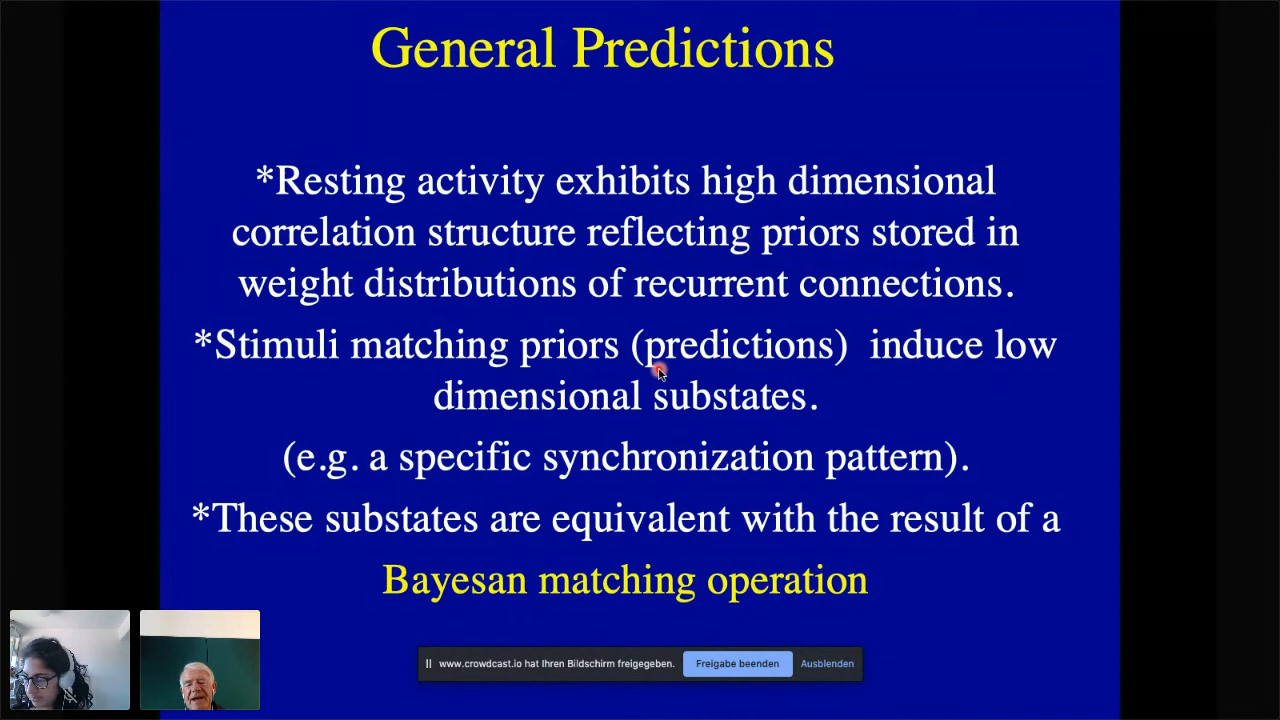 General Predictions
*Resting activity exhibits high dimensional
correlation structure reflecting priors stored in
weight distributions of recurrent connections.
*Stimuli matching priors (predictions) induce low
dimensional substates.
(e.g. a specific synchronization pattern).
*These substates are equivalent with the result of a
Bayesan matching operation
www.crowdcast.io hat Ihren Bildschirm freigegeben. Freigabe beenden Ausblenden